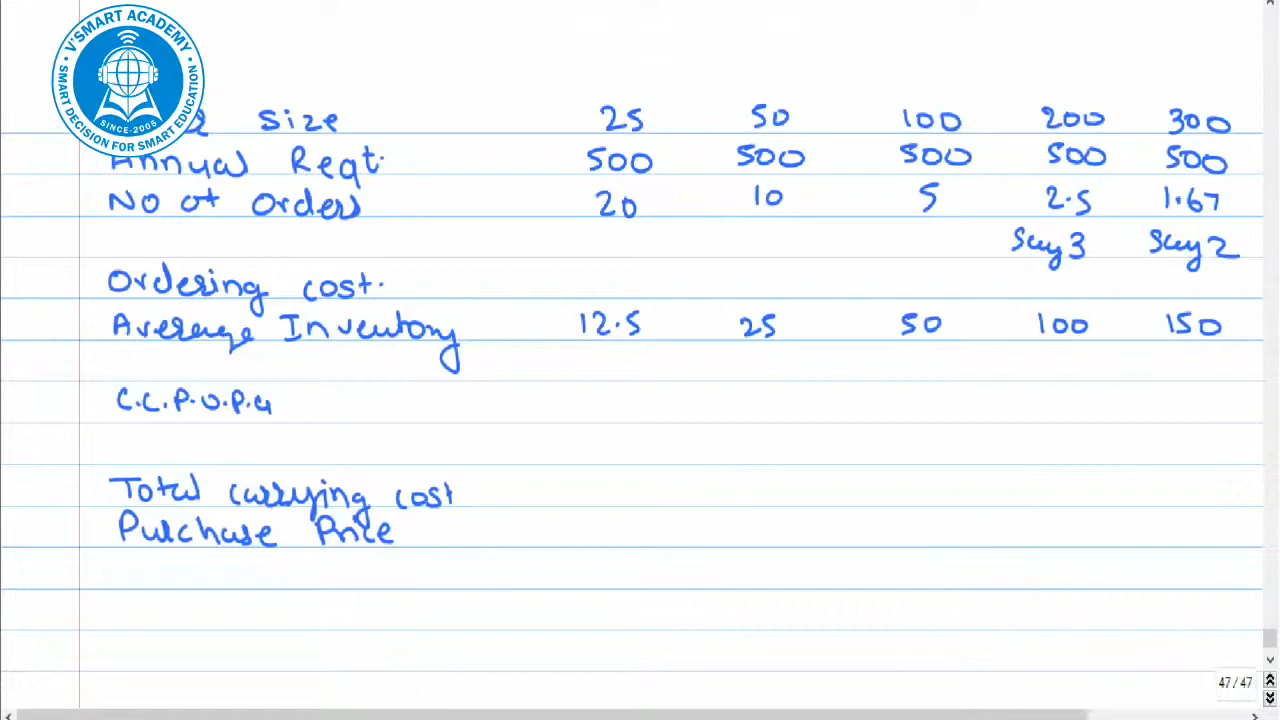 V'SMART ACADEMY
SMART DECISION FOR SMART EDUCATION
SINCE-2005
Size 25 50 100 200 300
Annual Reqt. 500 500 500 500 500
No of Orders 20 10 5 2.5 1.67
Say 3 Say 2
Ordering cost.
Average Inventory 12.5 25 50 100 150
C.C.P.U.P.a
Total carrying cost
Purchase Price
47/47